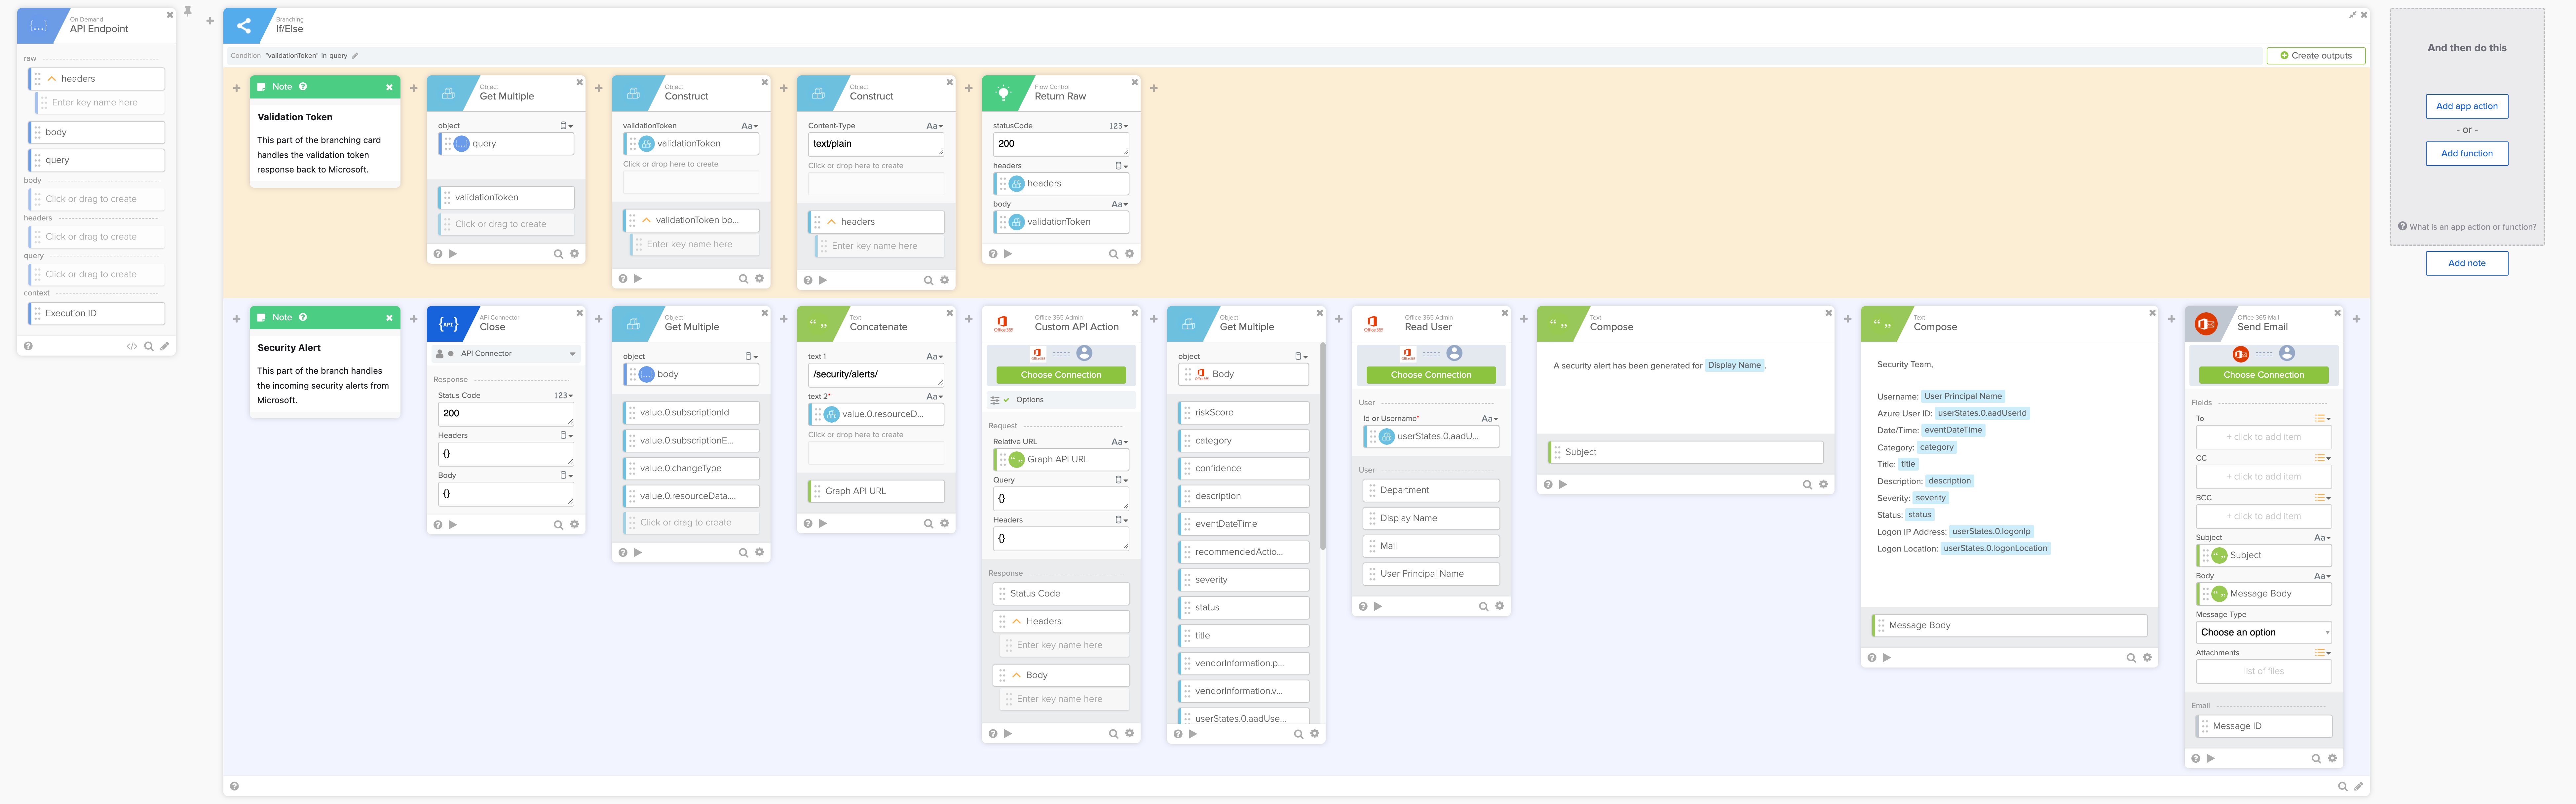 On Demand
API Endpoint
raw
headers
Enter key name here
body
query
body
Click or drag to create
headers
Click or drag to create
query
Click or drag to create
context
Execution ID
Branching
If/Else
Condition "validationToken" in query
Create outputs
Note
Validation Token
This part of the branching card
handles the validation token
response back to Microsoft.
Object
Get Multiple
object
query
validationToken
Click or drag to create
Object
Construct
validationToken Aa
validationToken
Click or drop here to create
validationToken bo...
Enter key name here
Object
Construct
Content-Type Aa
text/plain
Click or drop here to create
headers
Enter key name here
Flow Control
Return Raw
statusCode 123
200
headers
headers
body Aa
validationToken
Note
Security Alert
This part of the branch handles
the incoming security alerts from
Microsoft.
{API}
API Connector
Close
API Connector
Response
Status Code 123
200
Headers
{}
Body
{}
Object
Get Multiple
object
body
value.0.subscriptionId
value.0.subscriptionE...
value.0.changeType
value.0.resourceData....
Click or drag to create
Text
Concatenate
text 1 Aa
/security/alerts/
text 2* Aa
value.0.resourceD...
Click or drop here to create
Graph API URL
Office 365
Office 365 Admin
Custom API Action
Choose Connection
Options
Request
Relative URL Aa
Graph API URL
Query
{}
Headers
{}
Response
Status Code
Headers
Enter key name here
Body
Enter key name here
Object
Get Multiple
object
Body
riskScore
category
confidence
description
eventDateTime
recommendedActio...
severity
status
title
vendorInformation.p...
vendorInformation.v...
userStates.0.aadUse...
Office 365
Office 365 Admin
Read User
Choose Connection
User
Id or Username* Aa
userStates.0.aadU...
User
Department
Display Name
Mail
User Principal Name
Text
Compose
A security alert has been generated for Display Name.
Subject
Text
Compose
Security Team,
Username: User Principal Name
Azure User ID: userStates.0.aadUserId
Date/Time: eventDateTime
Category: category
Title: title
Description: description
Severity: severity
Status: status
Logon IP Address: userStates.0.logonIp
Logon Location: userStates.0.logonLocation
Message Body
Office 365 Mail
Send Email
Choose Connection
Fields
To
+ click to add item
CC
+ click to add item
BCC
+ click to add item
Subject Aa
Subject
Body Aa
Message Body
Message Type
Choose an option
Attachments
list of files
Email
Message ID
And then do this
Add app action
- or -
Add function
What is an app action or function?
Add note